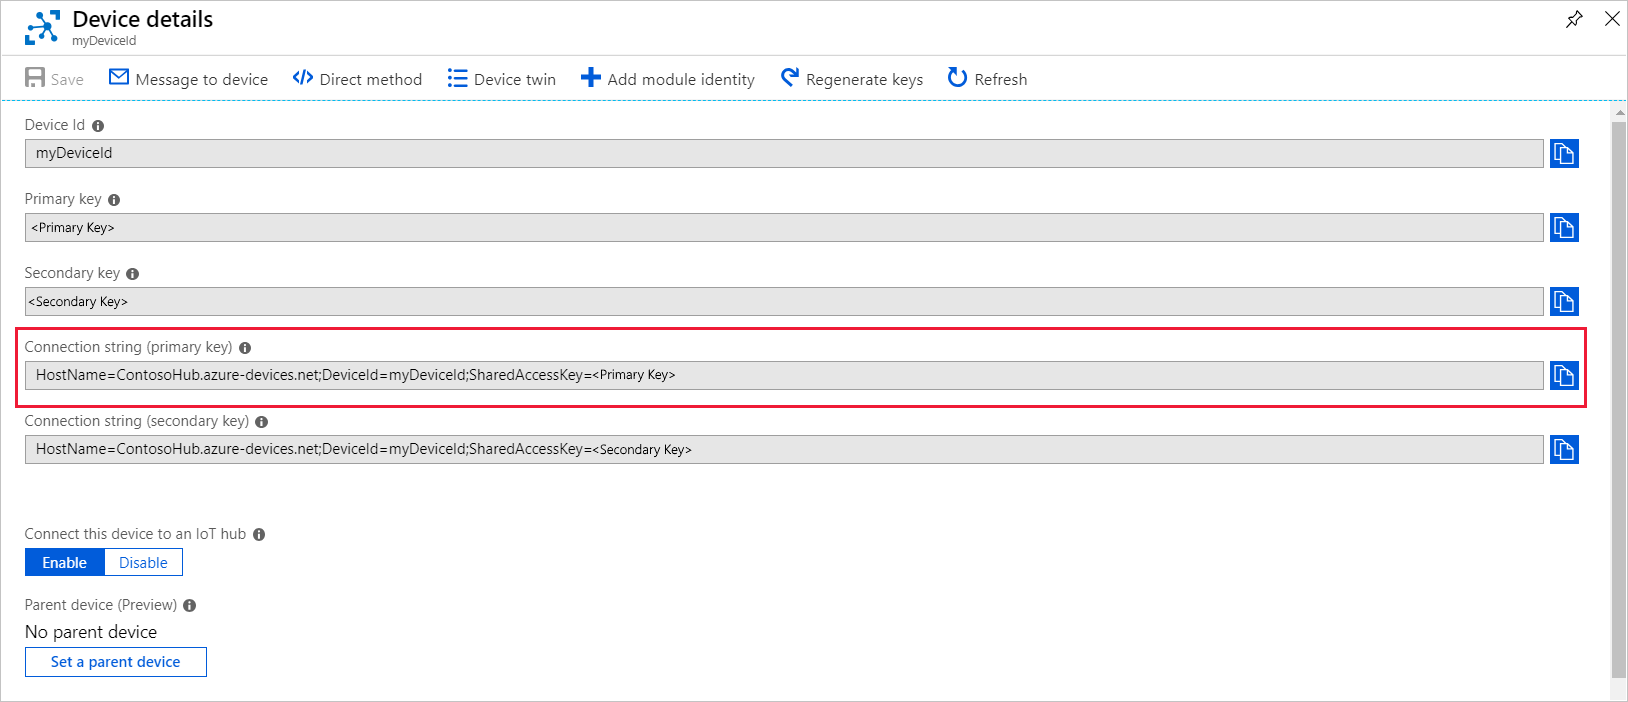 Device details
myDeviceId
Save Message to device Direct method Device twin Add module identity Regenerate keys Refresh
Device Id
myDeviceId
Primary key
<Primary Key>
Secondary key
<Secondary Key>
Connection string (primary key)
HostName=ContosoHub.azure-devices.net;DeviceId=myDeviceId;SharedAccessKey=<Primary Key>
Connection string (secondary key)
HostName=ContosoHub.azure-devices.net;DeviceId=myDeviceId;SharedAccessKey=<Secondary Key>
Connect this device to an IoT hub
Enable Disable
Parent device (Preview)
No parent device
Set a parent device